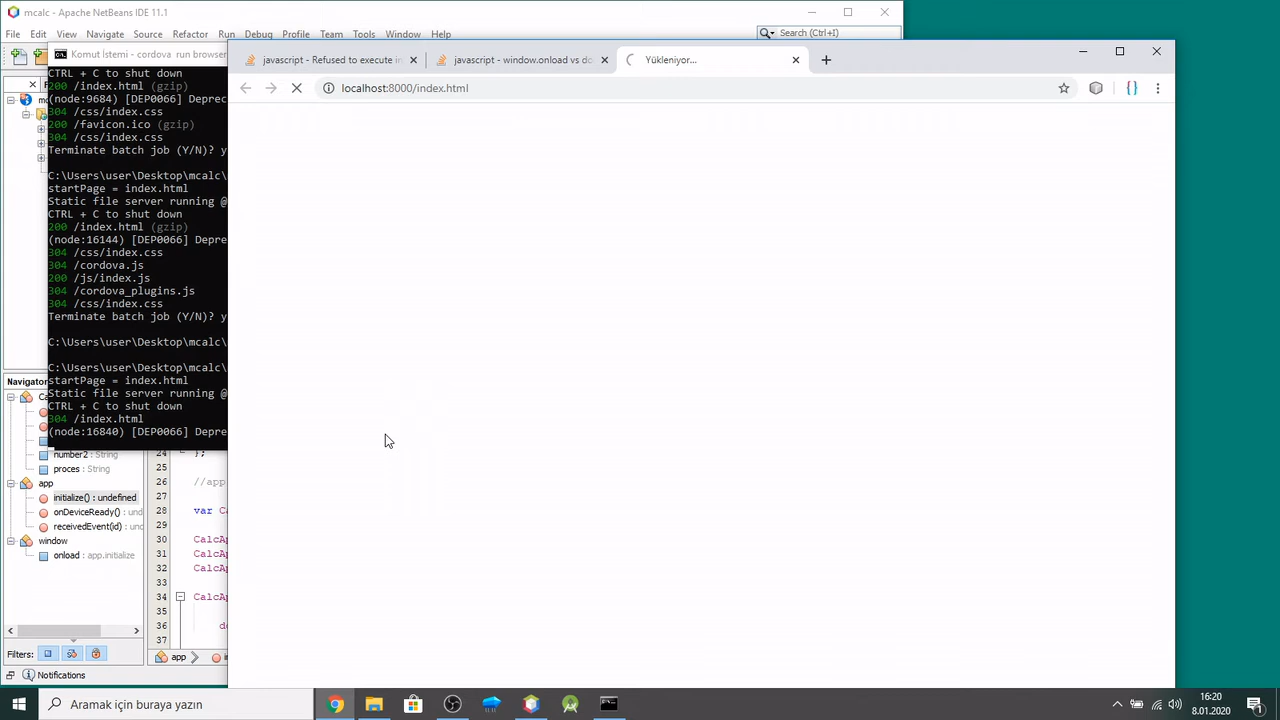 mcalc - Apache NetBeans IDE 11.1
File Edit View Navigate Source Refactor Run Debug Profile Team Tools Window Help
Search (Ctrl+I)
Komut İstemi - cordova run browser
CTRL + C to shut down
200 /index.html (gzip)
(node:9684) [DEP0066] Deprec
304 /css/index.css
200 /favicon.ico (gzip)
304 /css/index.css
Terminate batch job (Y/N)? y
C:\Users\user\Desktop\mcalc\
startPage = index.html
Static file server running @
CTRL + C to shut down
200 /index.html (gzip)
(node:16144) [DEP0066] Depre
304 /css/index.css
304 /cordova.js
200 /js/index.js
304 /cordova_plugins.js
304 /css/index.css
Terminate batch job (Y/N)? y
C:\Users\user\Desktop\mcalc\
C:\Users\user\Desktop\mcalc\
startPage = index.html
Static file server running @
CTRL + C to shut down
304 /index.html
(node:16840) [DEP0066] Depre
javascript - Refused to execute in
javascript - window.onload vs do
Yükleniyor...
localhost:8000/index.html
Navigator
number2 : String
proces : String
app
initialize() : undefined
onDeviceReady() : und
receivedEvent(id) : und
window
onload : app.initialize
Filters:
24 };
25
26 //app
27
28 var Ca
29
30 CalcAp
31 CalcAp
32 CalcAp
33
34 CalcAp
35
36 do
37
app
Notifications
Aramak için buraya yazın
16:20
8.01.2020
1